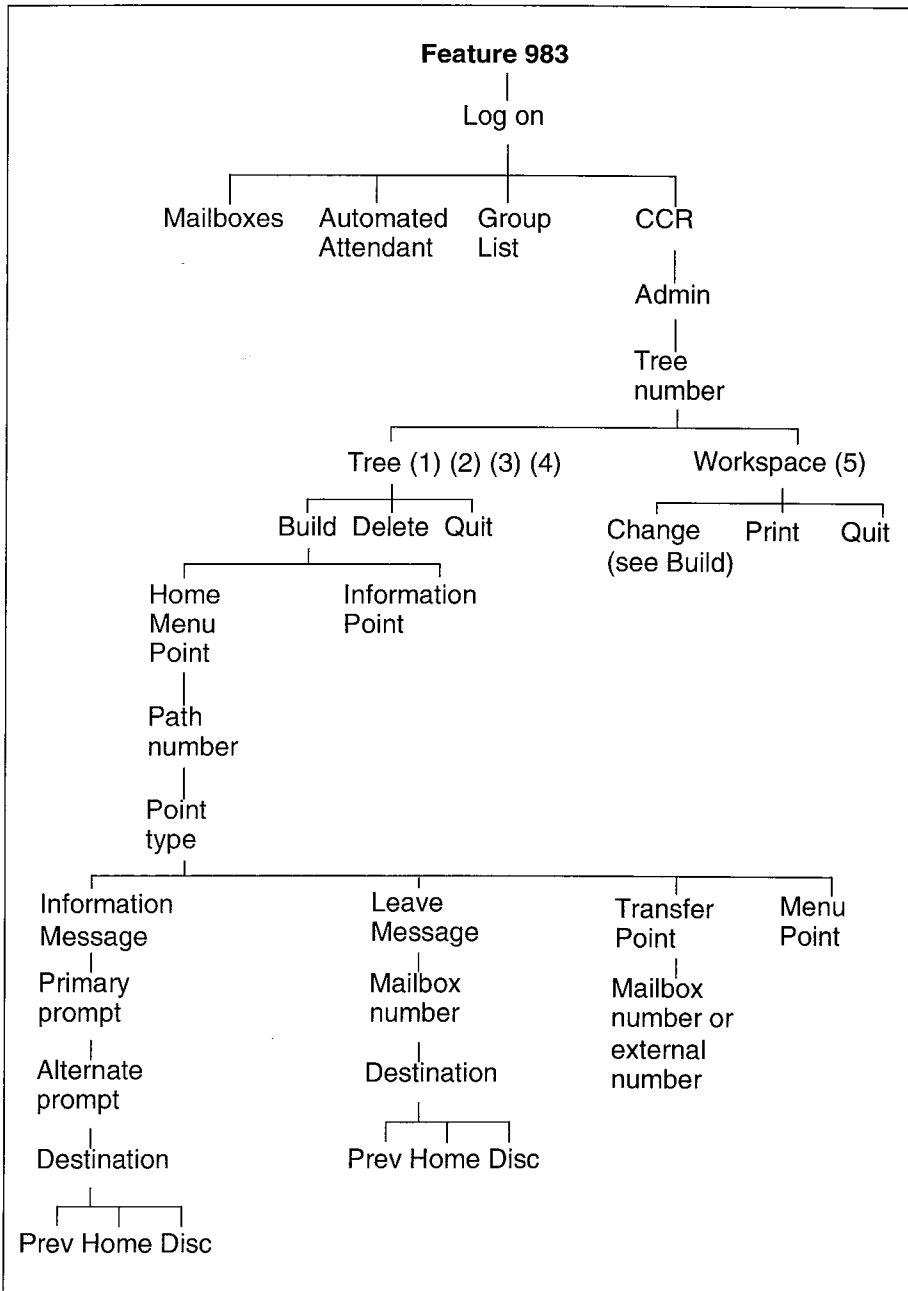 Feature 983
Log on
Mailboxes
Automated
Attendant
Group
List
CCR
Admin
Tree
number
Tree (1) (2) (3) (4)
Workspace (5)
Build Delete Quit
Change
(see Build)
Print
Quit
Home
Menu
Point
Information
Point
Path
number
Point
type
Information
Message
Primary
prompt
Alternate
prompt
Destination
Prev Home Disc
Leave
Message
Mailbox
number
Destination
Prev Home Disc
Transfer
Point
Mailbox
number or
external
number
Menu
Point